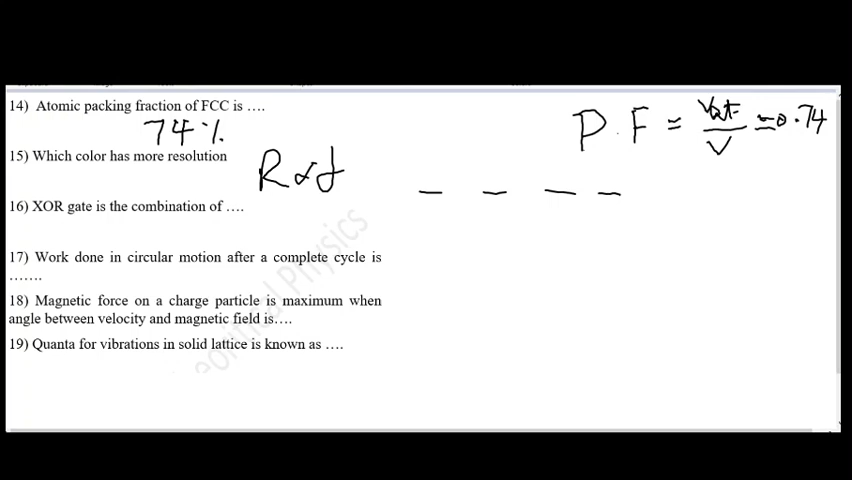 14) Atomic packing fraction of FCC is ….
74%
P.F = Vat/V = 0.74
15) Which color has more resolution
R ∝ f
16) XOR gate is the combination of ….
17) Work done in circular motion after a complete cycle is
…….
18) Magnetic force on a charge particle is maximum when
angle between velocity and magnetic field is….
19) Quanta for vibrations in solid lattice is known as ….